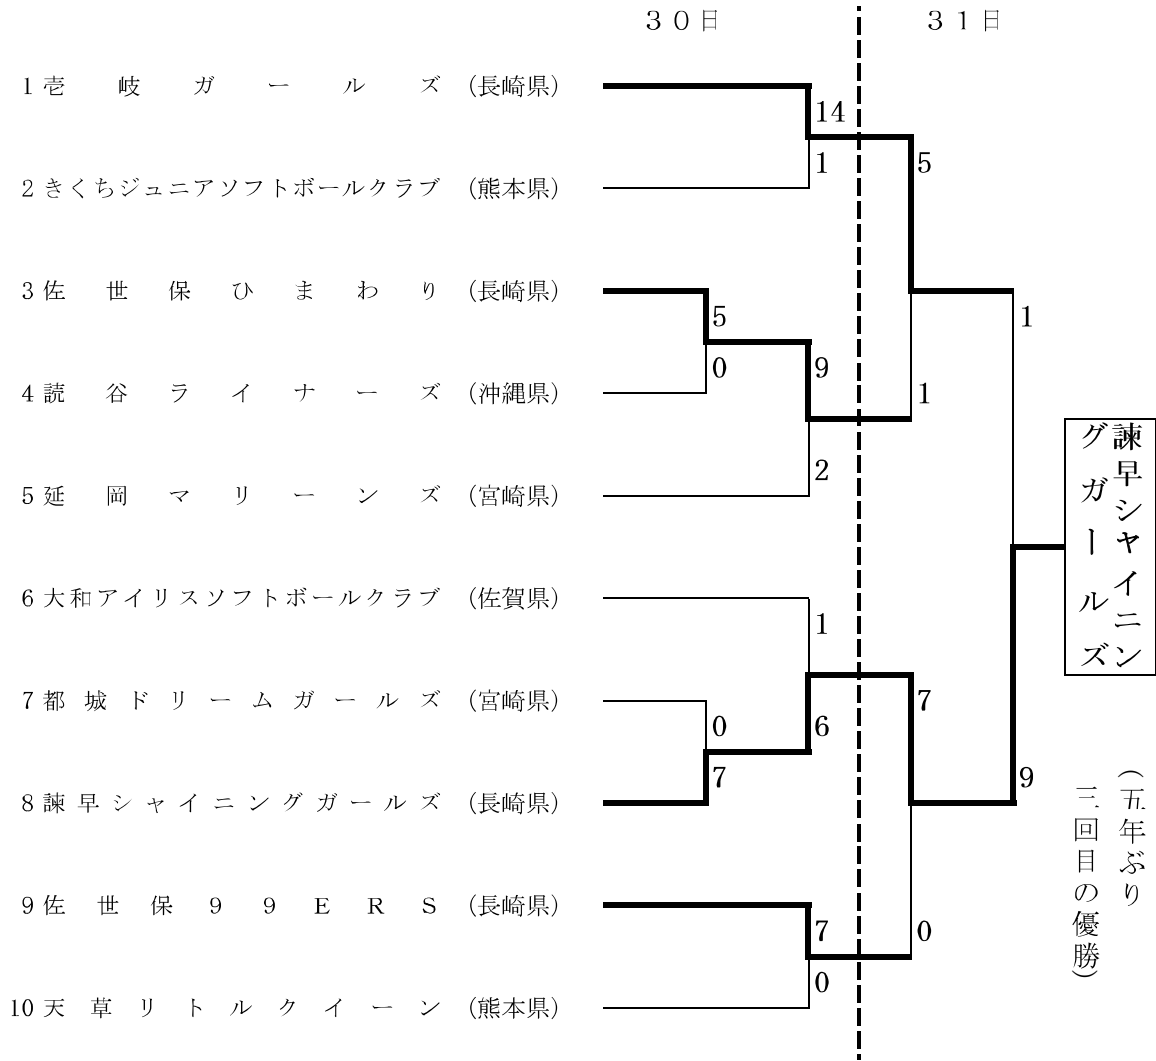 ３０日
３１日
1 壱岐ガールズ（長崎県）
14
1
5
2 きくちジュニアソフトボールクラブ（熊本県）
3 佐世保ひまわり（長崎県）
5
1
0
9
4 読谷ライナーズ（沖縄県）
1
2
5 延岡マリーンズ（宮崎県）
諫早シャイニン
グガールズ
6 大和アイリスソフトボールクラブ（佐賀県）
1
7 都城ドリームガールズ（宮崎県）
7
0
6
7
9
8 諫早シャイニングガールズ（長崎県）
（五年ぶり
三回目の優勝）
9 佐世保９９ＥＲＳ（長崎県）
7
0
0
10 天草リトルクイーン（熊本県）